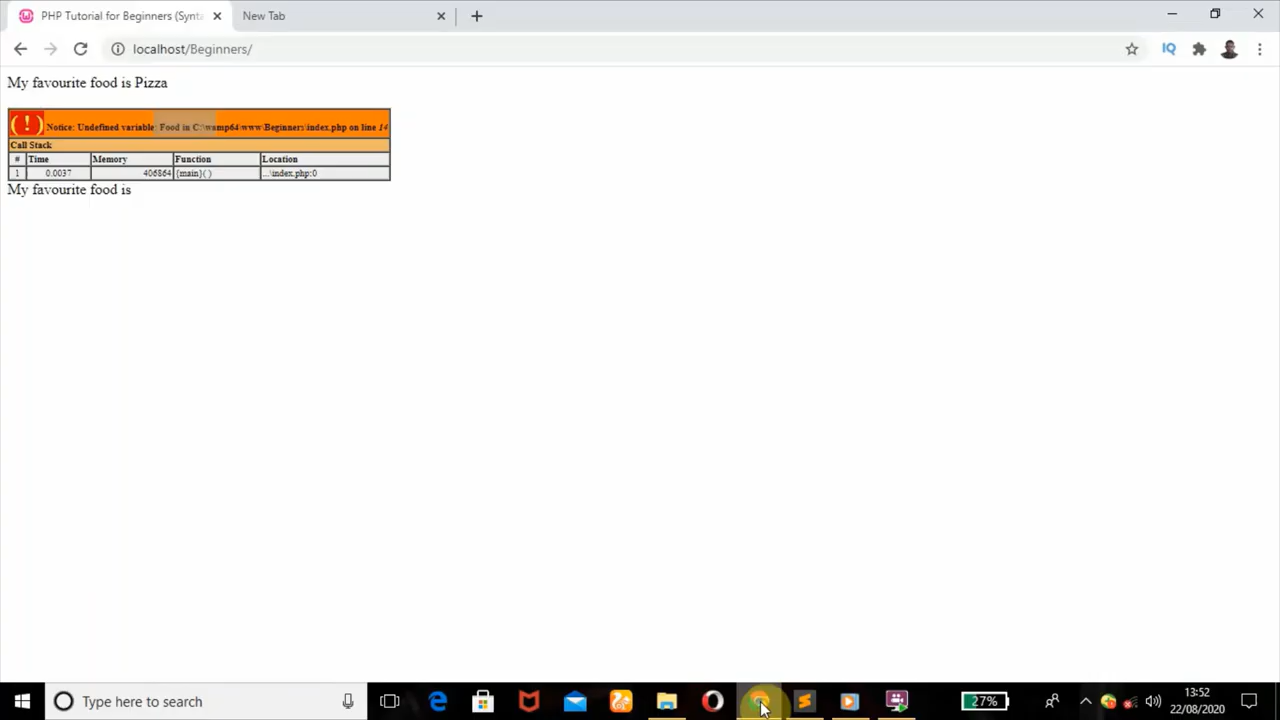 PHP Tutorial for Beginners (Synta
New Tab
localhost/Beginners/
IQ
My favourite food is Pizza
( ! ) Notice: Undefined variable: Food in C:\wamp64\www\Beginners\index.php on line 14
Call Stack
# Time Memory Function Location
1 0.0037 406864 {main}( ) ...\index.php:0
My favourite food is
Type here to search
27%
13:52
22/08/2020